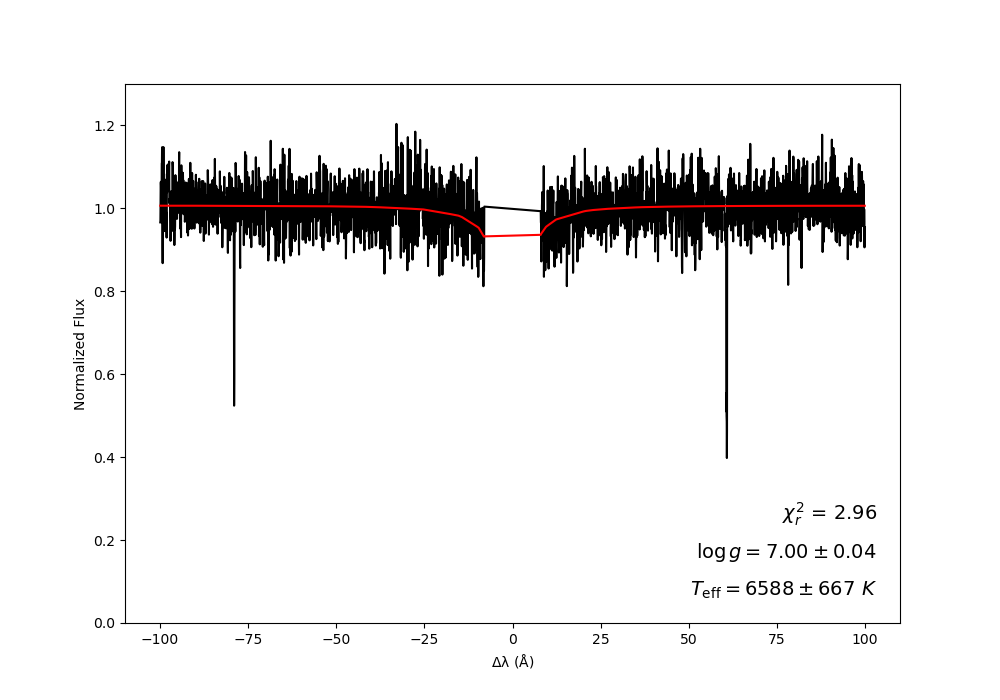 1.2
1.0
0.8
0.6
0.4
0.2
0.0
Normalized Flux
χ²ᵣ = 2.96
log g = 7.00 ± 0.04
T_eff = 6588 ± 667 K
−100 −75 −50 −25 0 25 50 75 100
Δλ (Å)